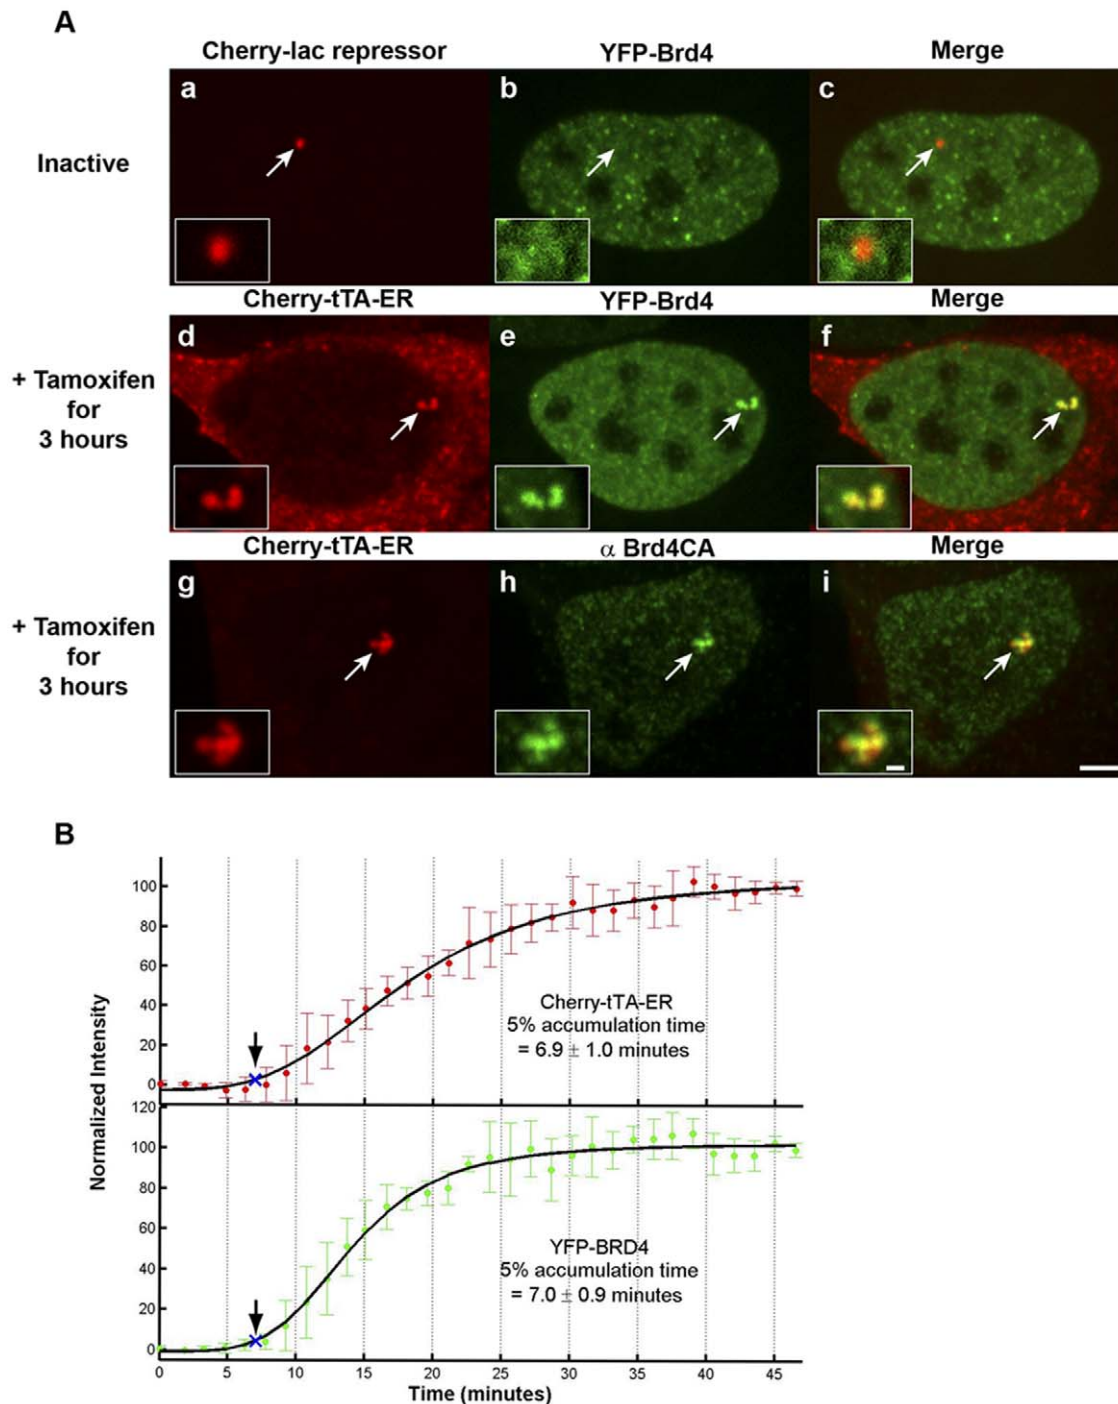 A
Cherry-lac repressor YFP-Brd4 Merge
a b c
Inactive
Cherry-tTA-ER YFP-Brd4 Merge
d e f
+ Tamoxifen
for
3 hours
Cherry-tTA-ER α Brd4CA Merge
g h i
+ Tamoxifen
for
3 hours
B
Normalized Intensity
100
80
60
40
20
0
Cherry-tTA-ER
5% accumulation time
= 6.9 ± 1.0 minutes
120
100
80
60
40
20
0
YFP-BRD4
5% accumulation time
= 7.0 ± 0.9 minutes
0 5 10 15 20 25 30 35 40 45
Time (minutes)